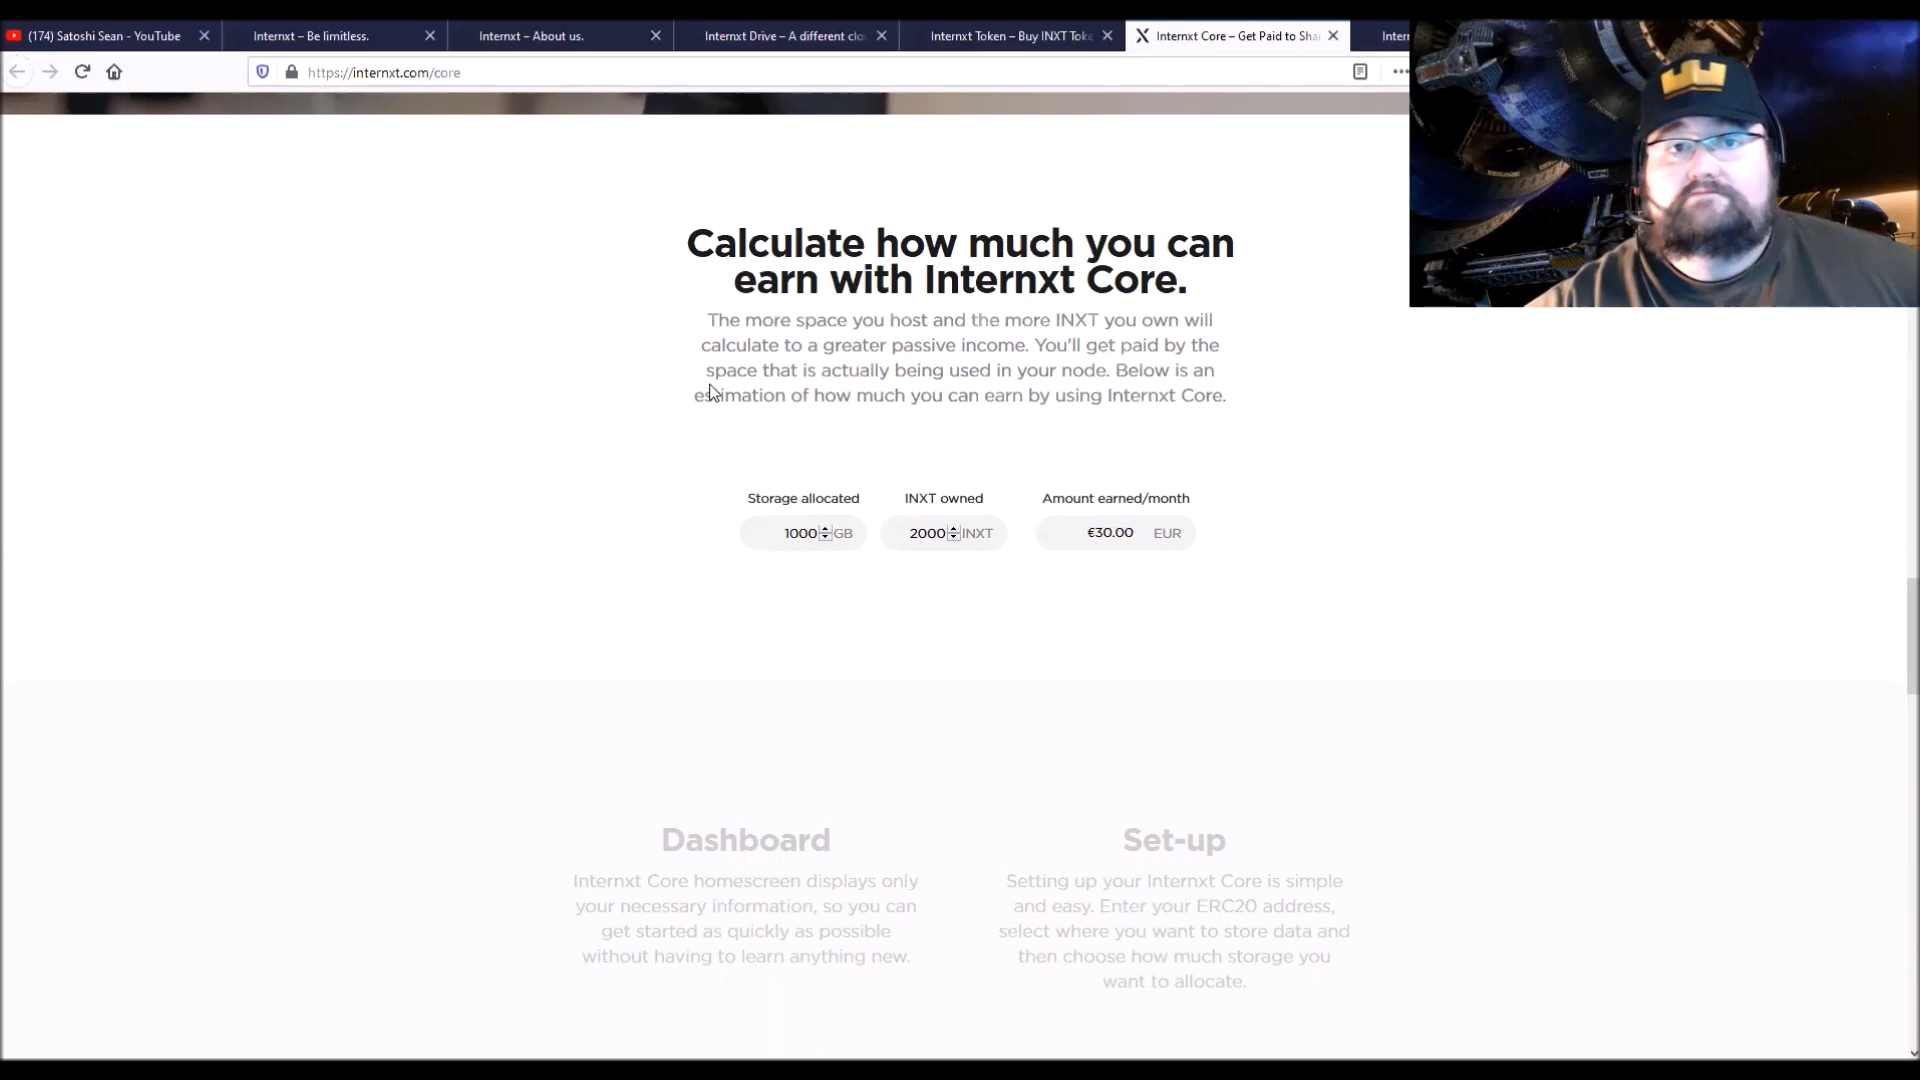 (174) Satoshi Sean - YouTube
Internxt – Be limitless.
Internxt – About us.
Internxt Drive – A different clo
Internxt Token – Buy INXT Toke
Internxt Core – Get Paid to Sha
Intern
https://internxt.com/core
Calculate how much you can
earn with Internxt Core.
The more space you host and the more INXT you own will
calculate to a greater passive income. You'll get paid by the
space that is actually being used in your node. Below is an
estimation of how much you can earn by using Internxt Core.
Storage allocated
INXT owned
Amount earned/month
1000 GB
2000 INXT
€30.00 EUR
Dashboard
Internxt Core homescreen displays only
your necessary information, so you can
get started as quickly as possible
without having to learn anything new.
Set-up
Setting up your Internxt Core is simple
and easy. Enter your ERC20 address,
select where you want to store data and
then choose how much storage you
want to allocate.